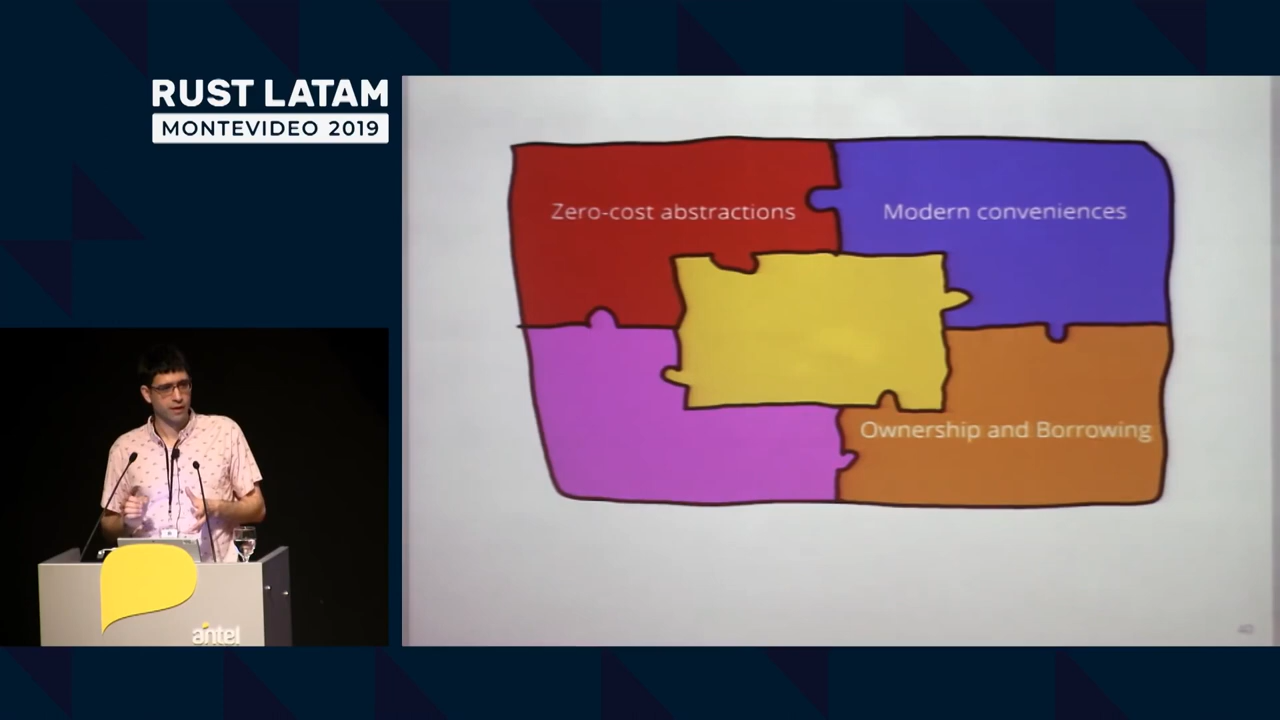 RUST LATAM
MONTEVIDEO 2019
Zero-cost abstractions
Modern conveniences
Ownership and Borrowing
antel